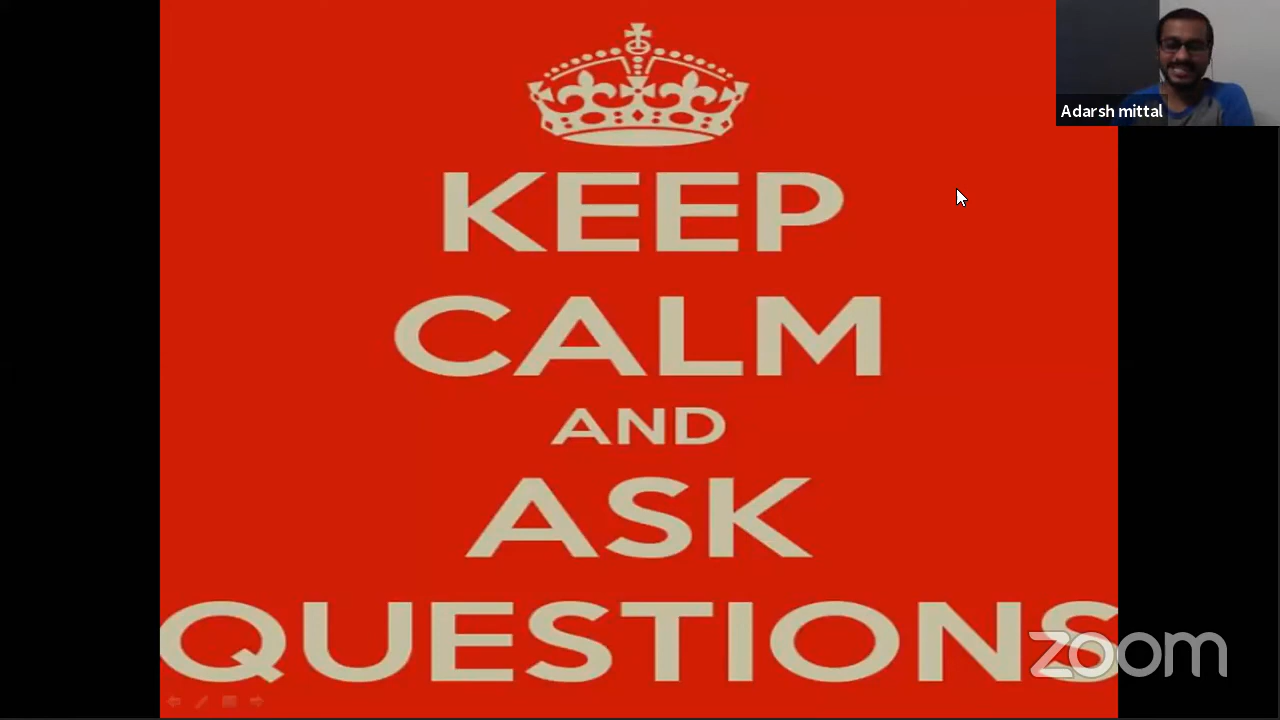 KEEP
Adarsh mittal
CALM
AND
ASK
QUESTIONS
zoom